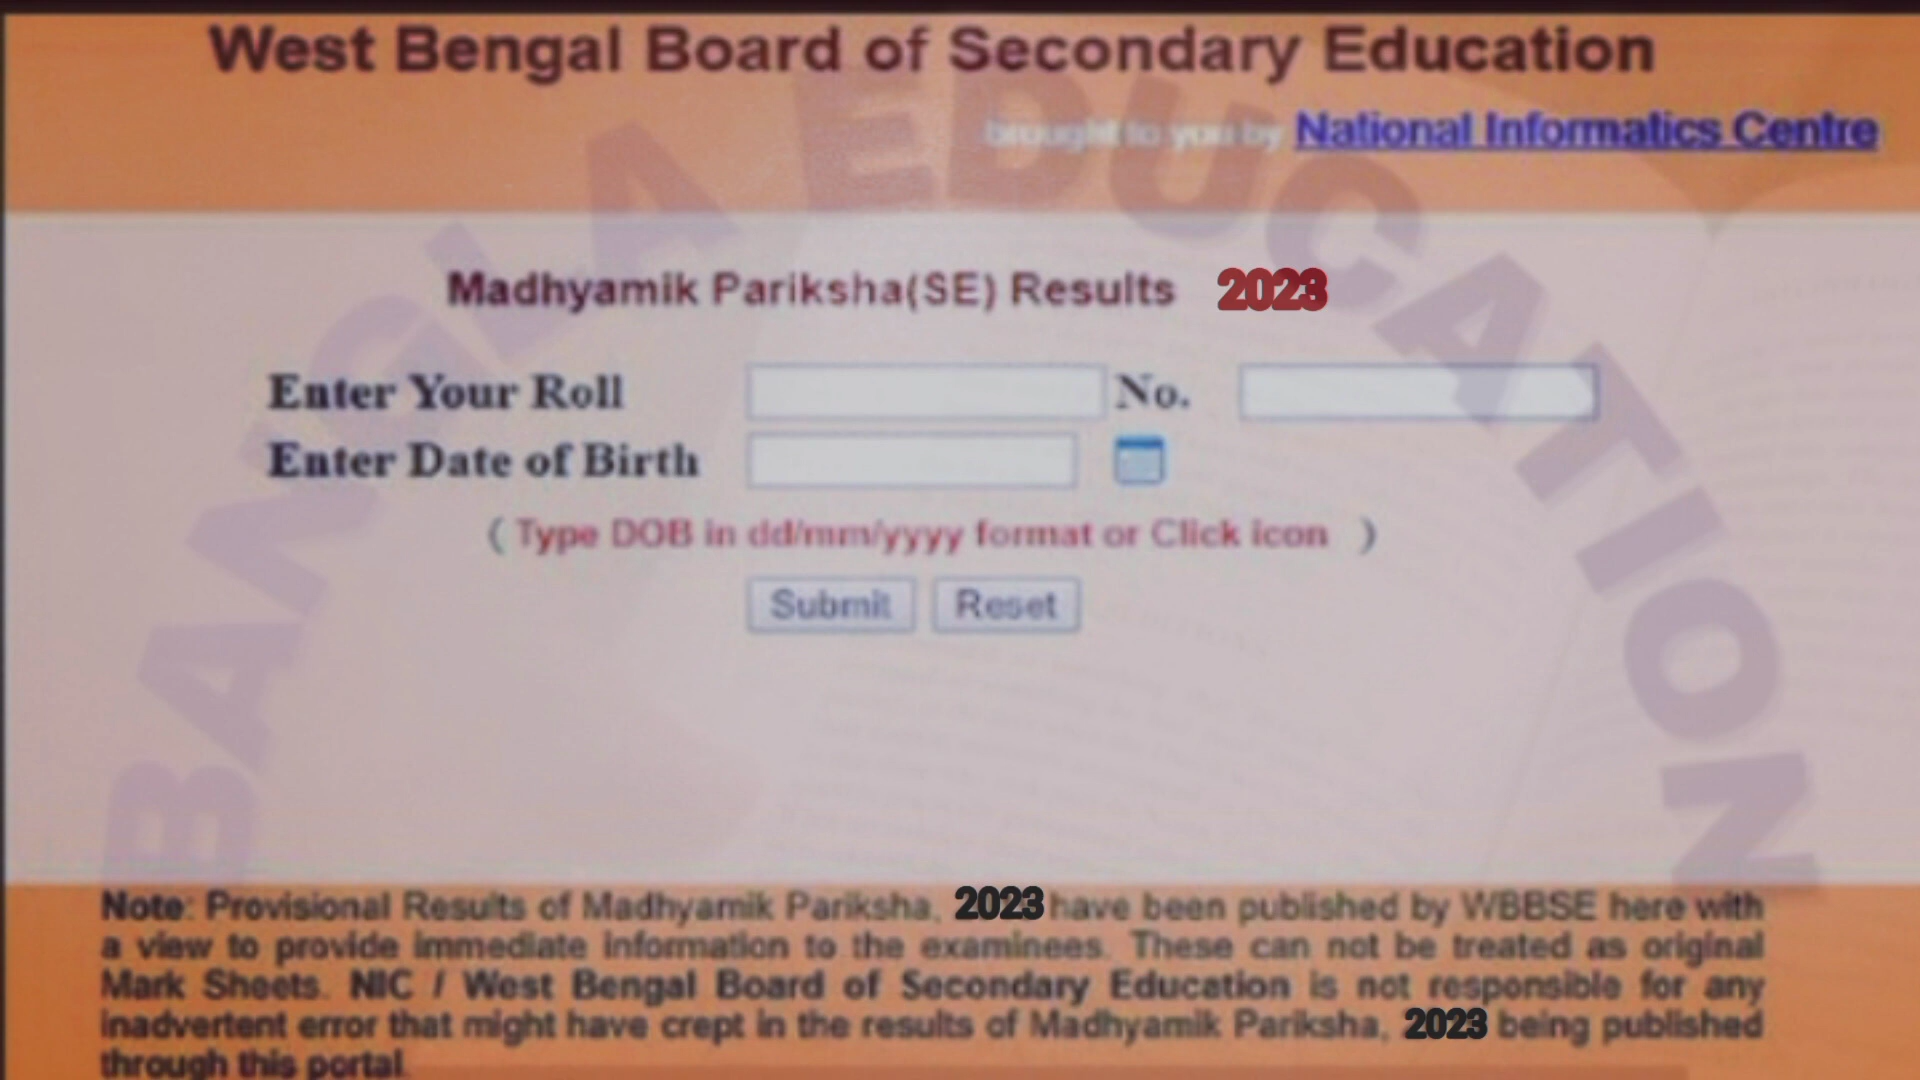 West Bengal Board of Secondary Education
brought to you by National Informatics Centre
BANGLA EDUCATION
Madhyamik Pariksha(SE) Results 2023
Enter Your Roll No.
Enter Date of Birth
( Type DOB in dd/mm/yyyy format or Click icon )
Submit Reset
Note: Provisional Results of Madhyamik Pariksha, 2023 have been published by WBBSE here with
a view to provide immediate information to the examinees. These can not be treated as original
Mark Sheets. NIC / West Bengal Board of Secondary Education is not responsible for any
inadvertent error that might have crept in the results of Madhyamik Pariksha, 2023 being published
through this portal.